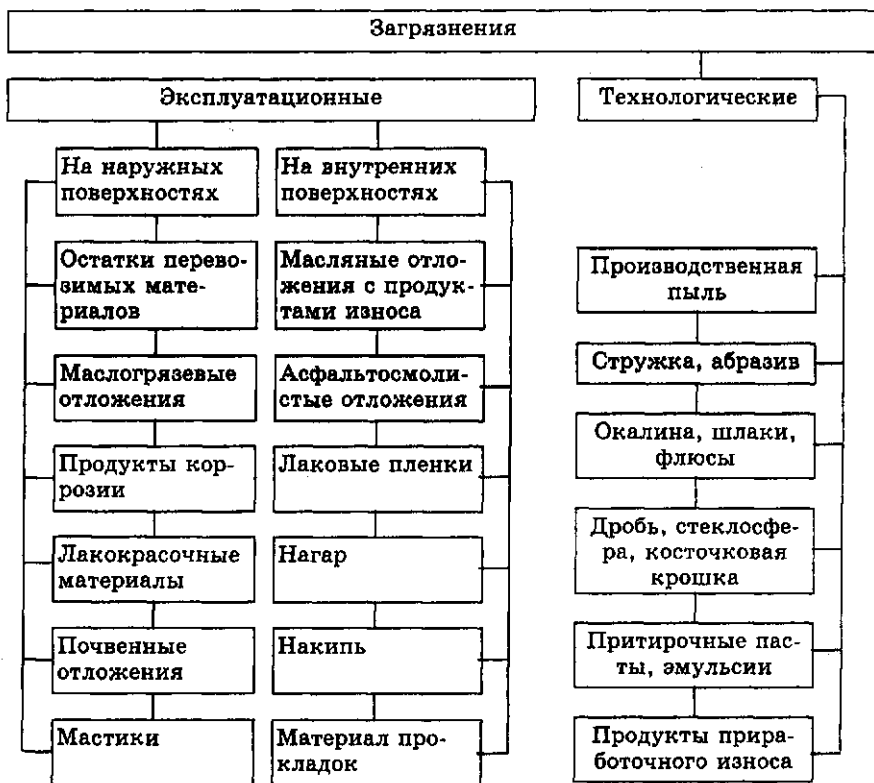 Загрязнения
Эксплуатационные
Технологические
На наружных
поверхностях
Остатки перево-
зимых мате-
риалов
Маслогрязевые
отложения
Продукты кор-
розии
Лакокрасочные
материалы
Почвенные
отложения
Мастики
На внутренних
поверхностях
Масляные отло-
жения с продук-
тами износа
Асфальтосмоли-
стые отложения
Лаковые пленки
Нагар
Накипь
Материал про-
кладок
Производственная
пыль
Стружка, абразив
Окалина, шлаки,
флюсы
Дробь, стеклосфе-
ра, косточковая
крошка
Притирочные пас-
ты, эмульсии
Продукты прира-
боточного износа